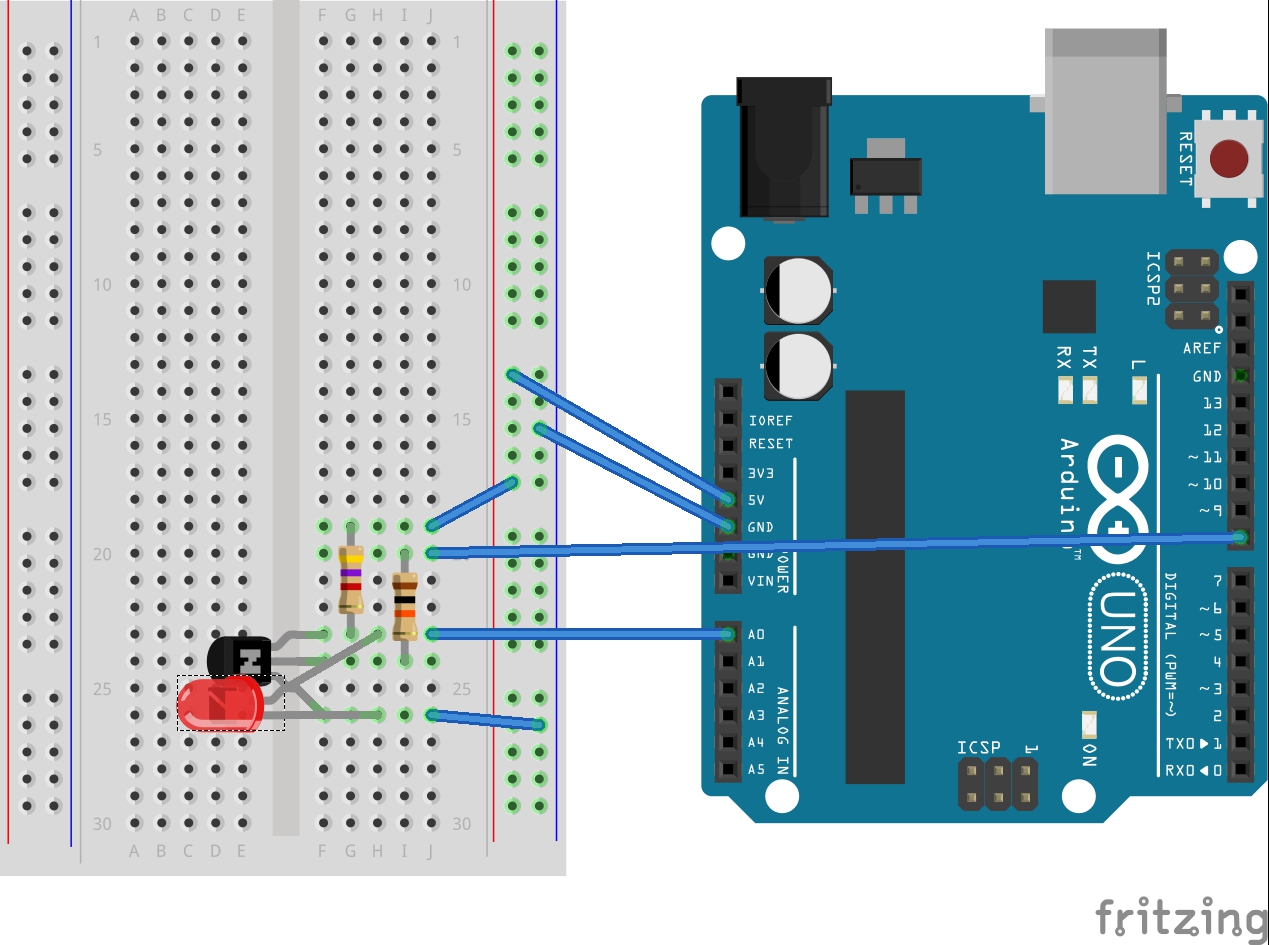 A B C D E F G H I J
1 1
5 5
10 10
15 15
20
25 25
30 30
A B C D E F G H I J
RESET
ICSP2
IOREF
RESET
3V3
5V
GND
GND
VIN
POWER
A0
A1
A2
A3
A4
A5
ANALOG IN
RX
TX
L
Arduino™
UNO
AREF
GND
13
12
~11
~10
~9
7
~6
~5
4
~3
2
TX0▶1
RX0◀0
DIGITAL (PWM=~)
ICSP
1
ON
N
fritzing